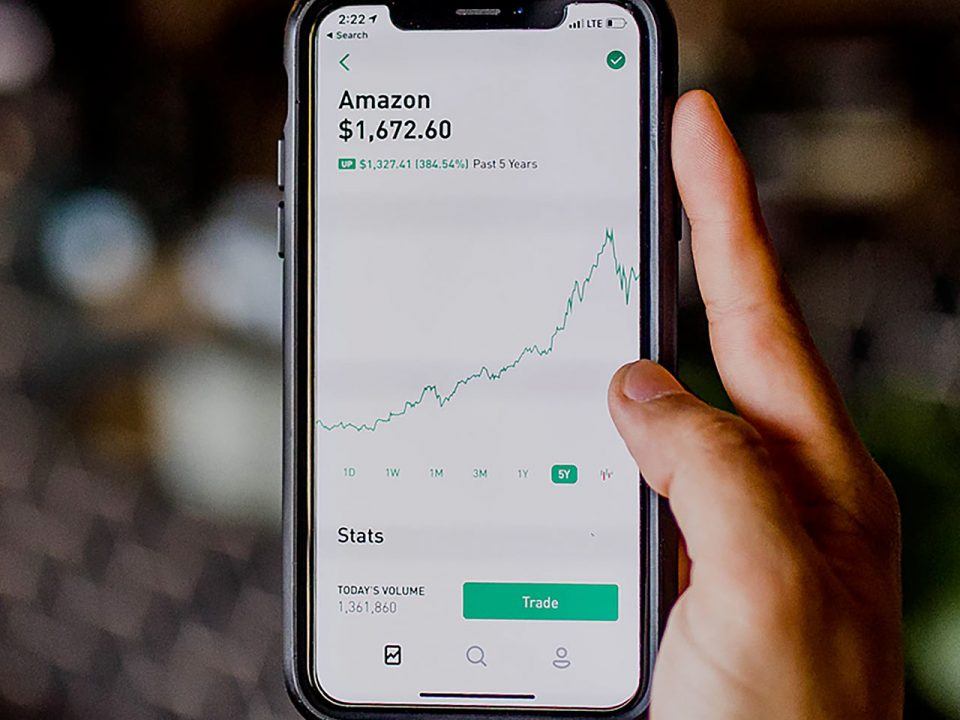 2:22 LTE
Search
Amazon
$1,672.60
UP $1,327.41 (384.54%) Past 5 Years
1D 1W 1M 3M 1Y 5Y
Stats
TODAY'S VOLUME
1,361,860
Trade